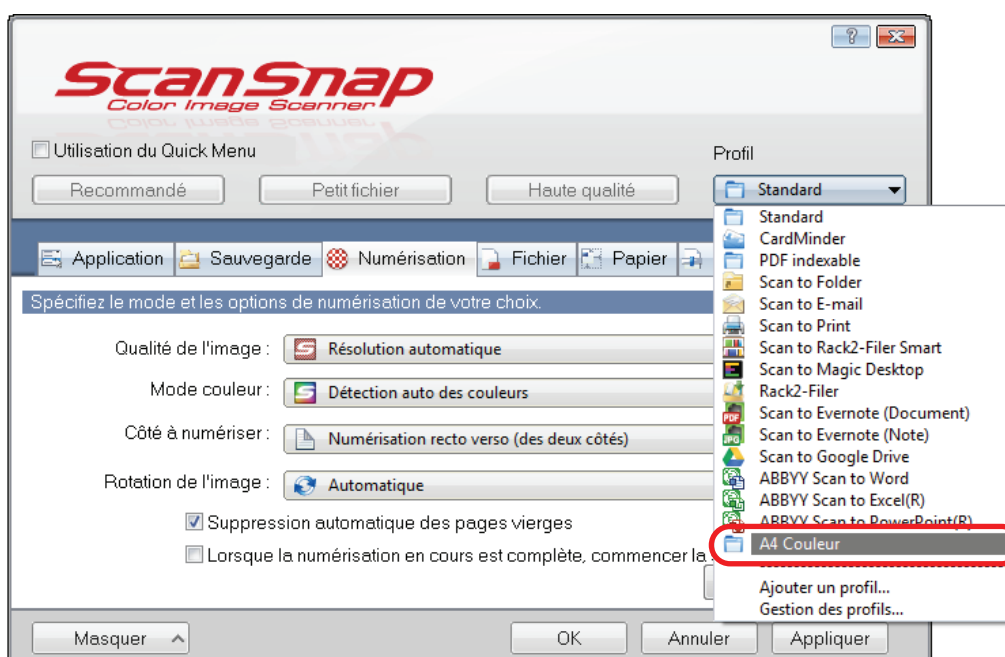 ScanSnap
Color Image Scanner
Utilisation du Quick Menu
Profil
Recommandé Petit fichier Haute qualité Standard
Application Sauvegarde Numérisation Fichier Papier
Spécifiez le mode et les options de numérisation de votre choix.
Qualité de l'image : Résolution automatique
Mode couleur : Détection auto des couleurs
Côté à numériser : Numérisation recto verso (des deux côtés)
Rotation de l'image : Automatique
Suppression automatique des pages vierges
Lorsque la numérisation en cours est complète, commencer la
Standard
CardMinder
PDF indexable
Scan to Folder
Scan to E-mail
Scan to Print
Scan to Rack2-Filer Smart
Scan to Magic Desktop
Rack2-Filer
Scan to Evernote (Document)
Scan to Evernote (Note)
Scan to Google Drive
ABBYY Scan to Word
ABBYY Scan to Excel(R)
ABBYY Scan to PowerPoint(R)
A4 Couleur
Ajouter un profil...
Gestion des profils...
Masquer OK Annuler Appliquer